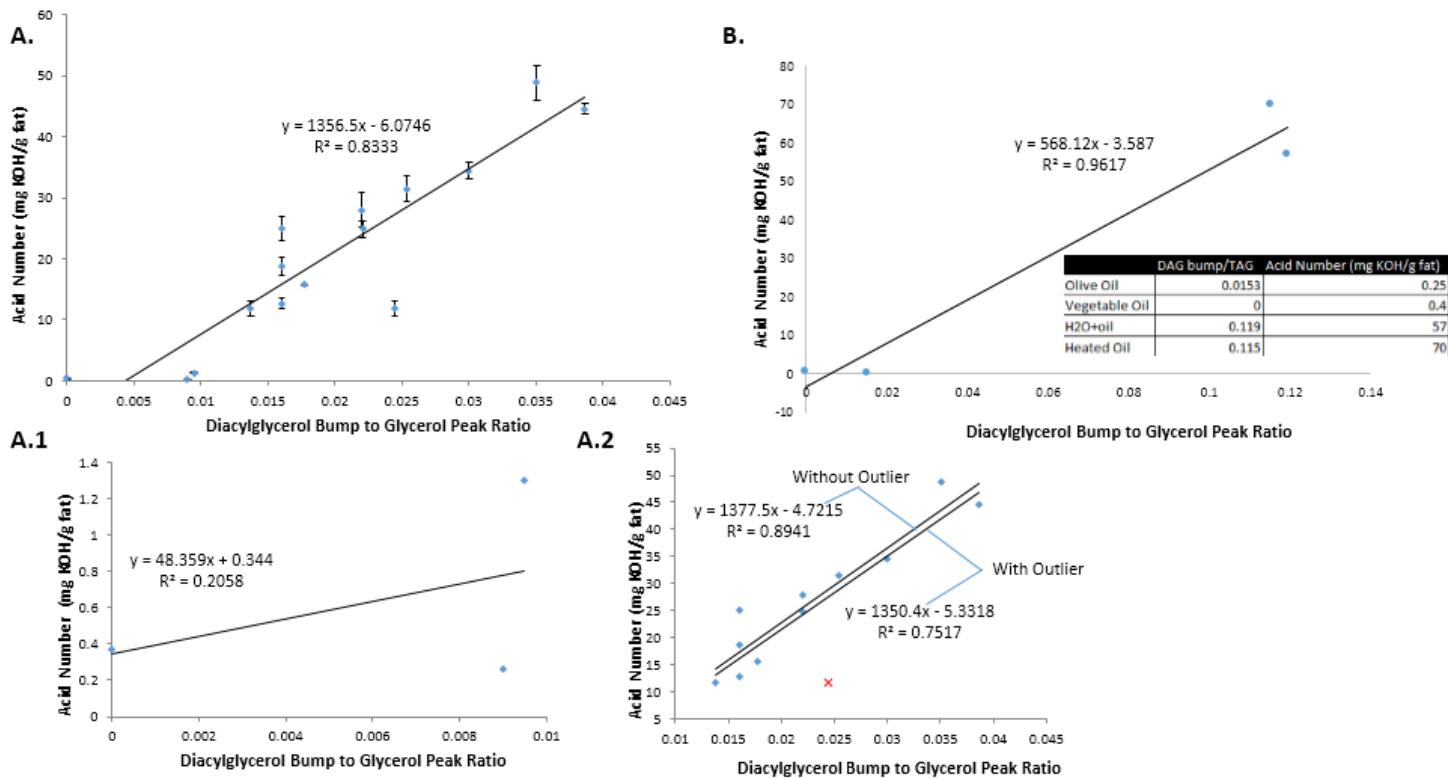 A.
60
50
40
30
20
10
0
Acid Number (mg KOH/g fat)
y = 1356.5x - 6.0746
R² = 0.8333
0 0.005 0.01 0.015 0.02 0.025 0.03 0.035 0.04 0.045
Diacylglycerol Bump to Glycerol Peak Ratio
B.
80
70
60
50
40
30
20
10
0
-10
Acid Number (mg KOH/g fat)
y = 568.12x - 3.587
R² = 0.9617
DAG bump/TAG Acid Number (mg KOH/g fat)
Olive Oil 0.0153 0.25
Vegetable Oil 0 0.4
H2O+oil 0.119 57
Heated Oil 0.115 70
0 0.02 0.04 0.06 0.08 0.1 0.12 0.14
Diacylglycerol Bump to Glycerol Peak Ratio
A.1
1.4
1.2
1
0.8
0.6
0.4
0.2
0
Acid Number (mg KOH/g fat)
y = 48.359x + 0.344
R² = 0.2058
0 0.002 0.004 0.006 0.008 0.01
Diacylglycerol Bump to Glycerol Peak Ratio
A.2
55
50
45
40
35
30
25
20
15
10
5
Acid Number (mg KOH/g fat)
Without Outlier
y = 1377.5x - 4.7215
R² = 0.8941
With Outlier
y = 1350.4x - 5.3318
R² = 0.7517
0.01 0.015 0.02 0.025 0.03 0.035 0.04 0.045
Diacylglycerol Bump to Glycerol Peak Ratio